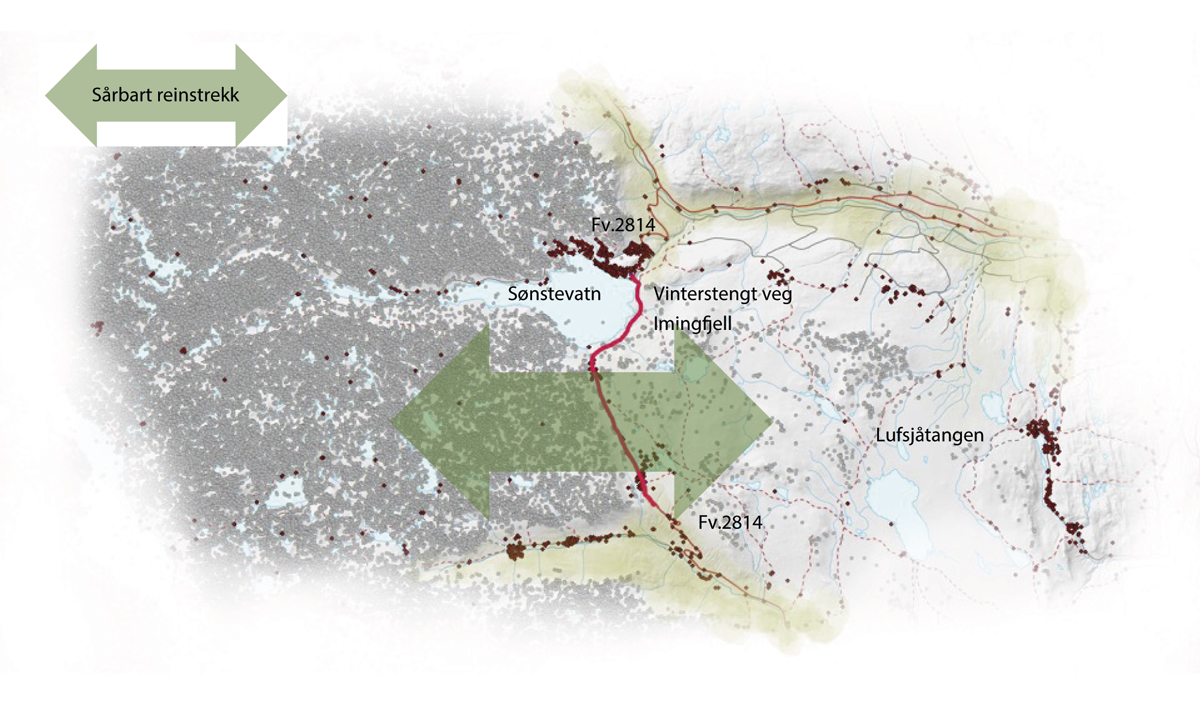 Sårbart reinstrekk
Fv.2814
Sønstevatn
Vinterstengt veg
Imingfjell
Lufsjåtangen
Fv.2814